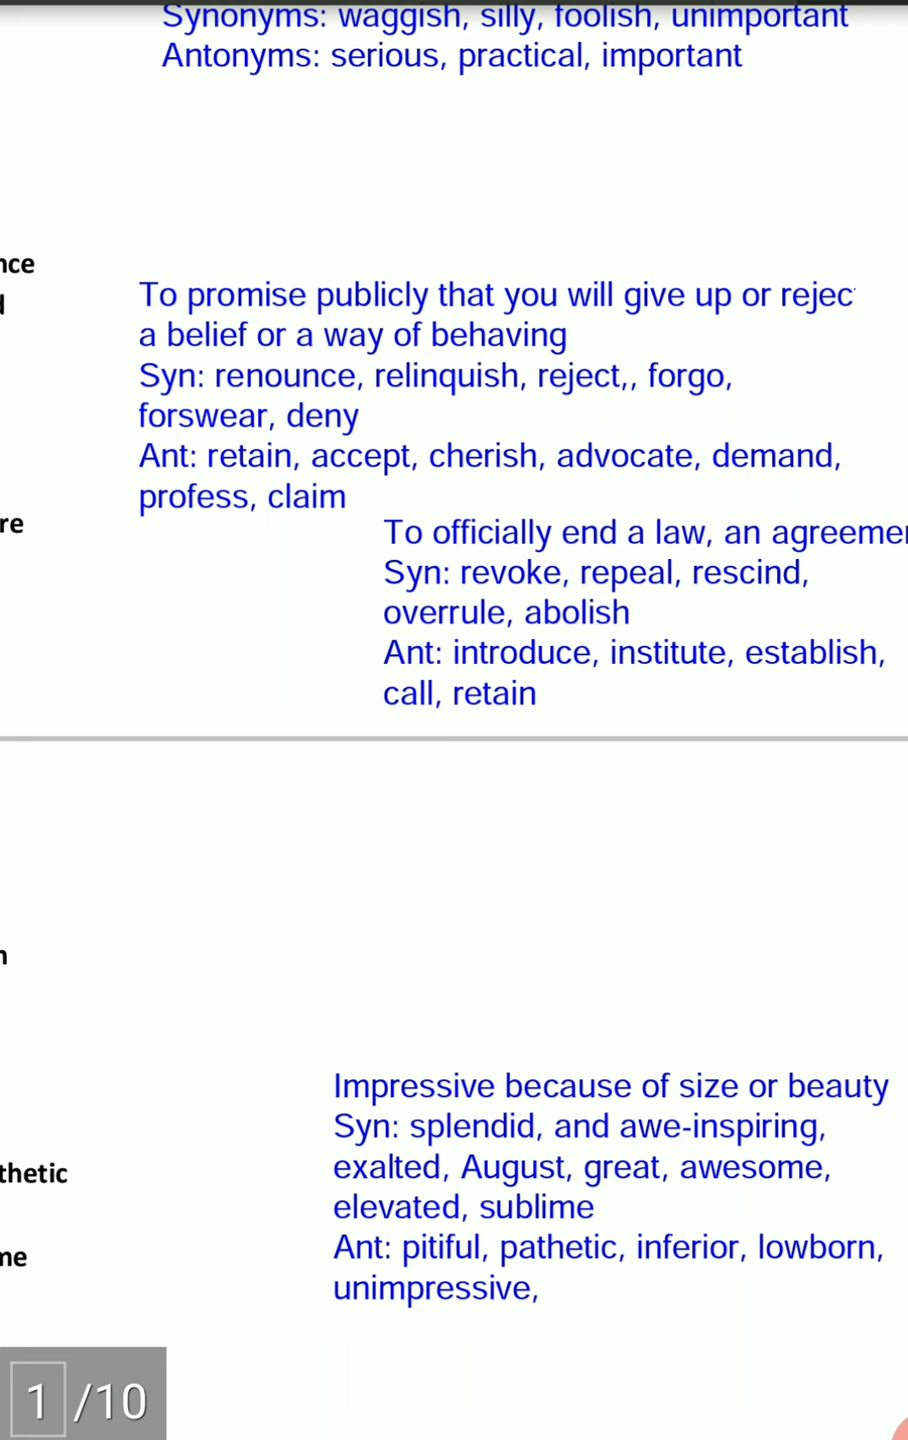 Synonyms: waggish, silly, foolish, unimportant
Antonyms: serious, practical, important
nce
d
To promise publicly that you will give up or rejec
a belief or a way of behaving
Syn: renounce, relinquish, reject,, forgo,
forswear, deny
Ant: retain, accept, cherish, advocate, demand,
profess, claim
re
To officially end a law, an agreemer
Syn: revoke, repeal, rescind,
overrule, abolish
Ant: introduce, institute, establish,
call, retain
n
Impressive because of size or beauty
Syn: splendid, and awe-inspiring,
exalted, August, great, awesome,
thetic
elevated, sublime
Ant: pitiful, pathetic, inferior, lowborn,
me
unimpressive,
1 /10